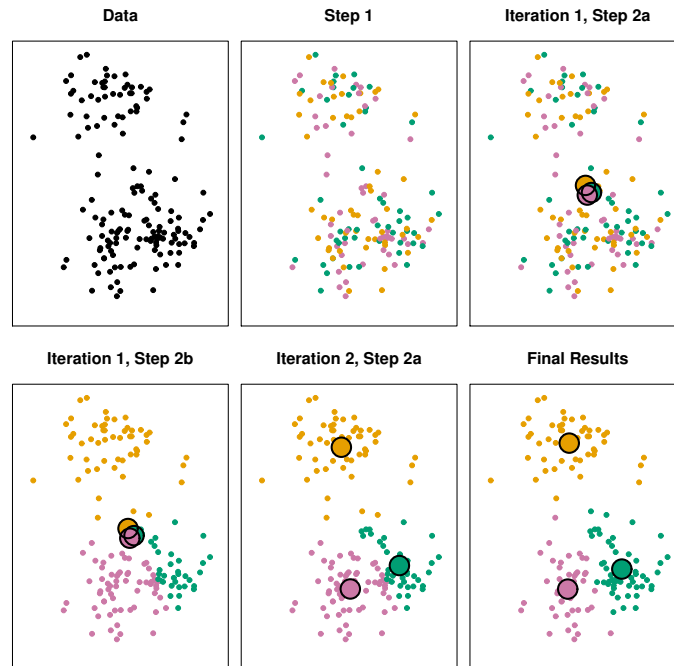 Data
Step 1
Iteration 1, Step 2a
Iteration 1, Step 2b
Iteration 2, Step 2a
Final Results